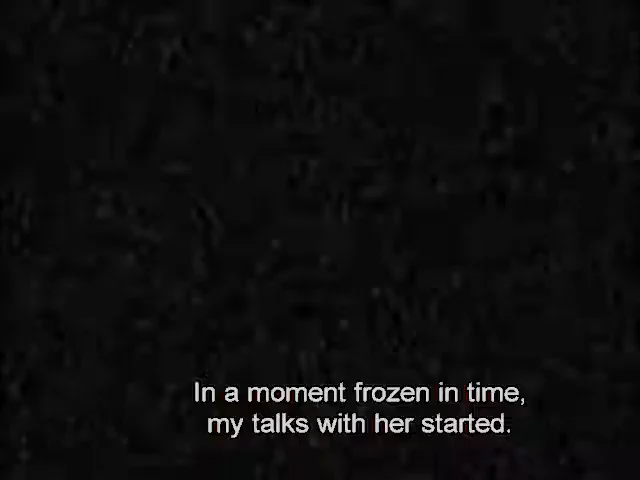 In a moment frozen in time,
my talks with her started.